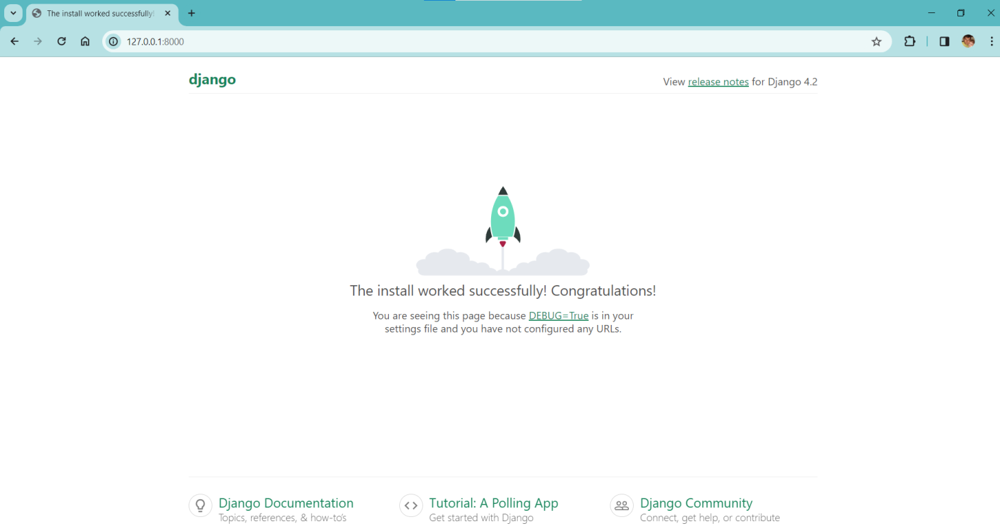 The install worked successfully!
127.0.0.1:8000
django
View release notes for Django 4.2
The install worked successfully! Congratulations!
You are seeing this page because DEBUG=True is in your
settings file and you have not configured any URLs.
Django Documentation
Topics, references, & how-to's
Tutorial: A Polling App
Get started with Django
Django Community
Connect, get help, or contribute